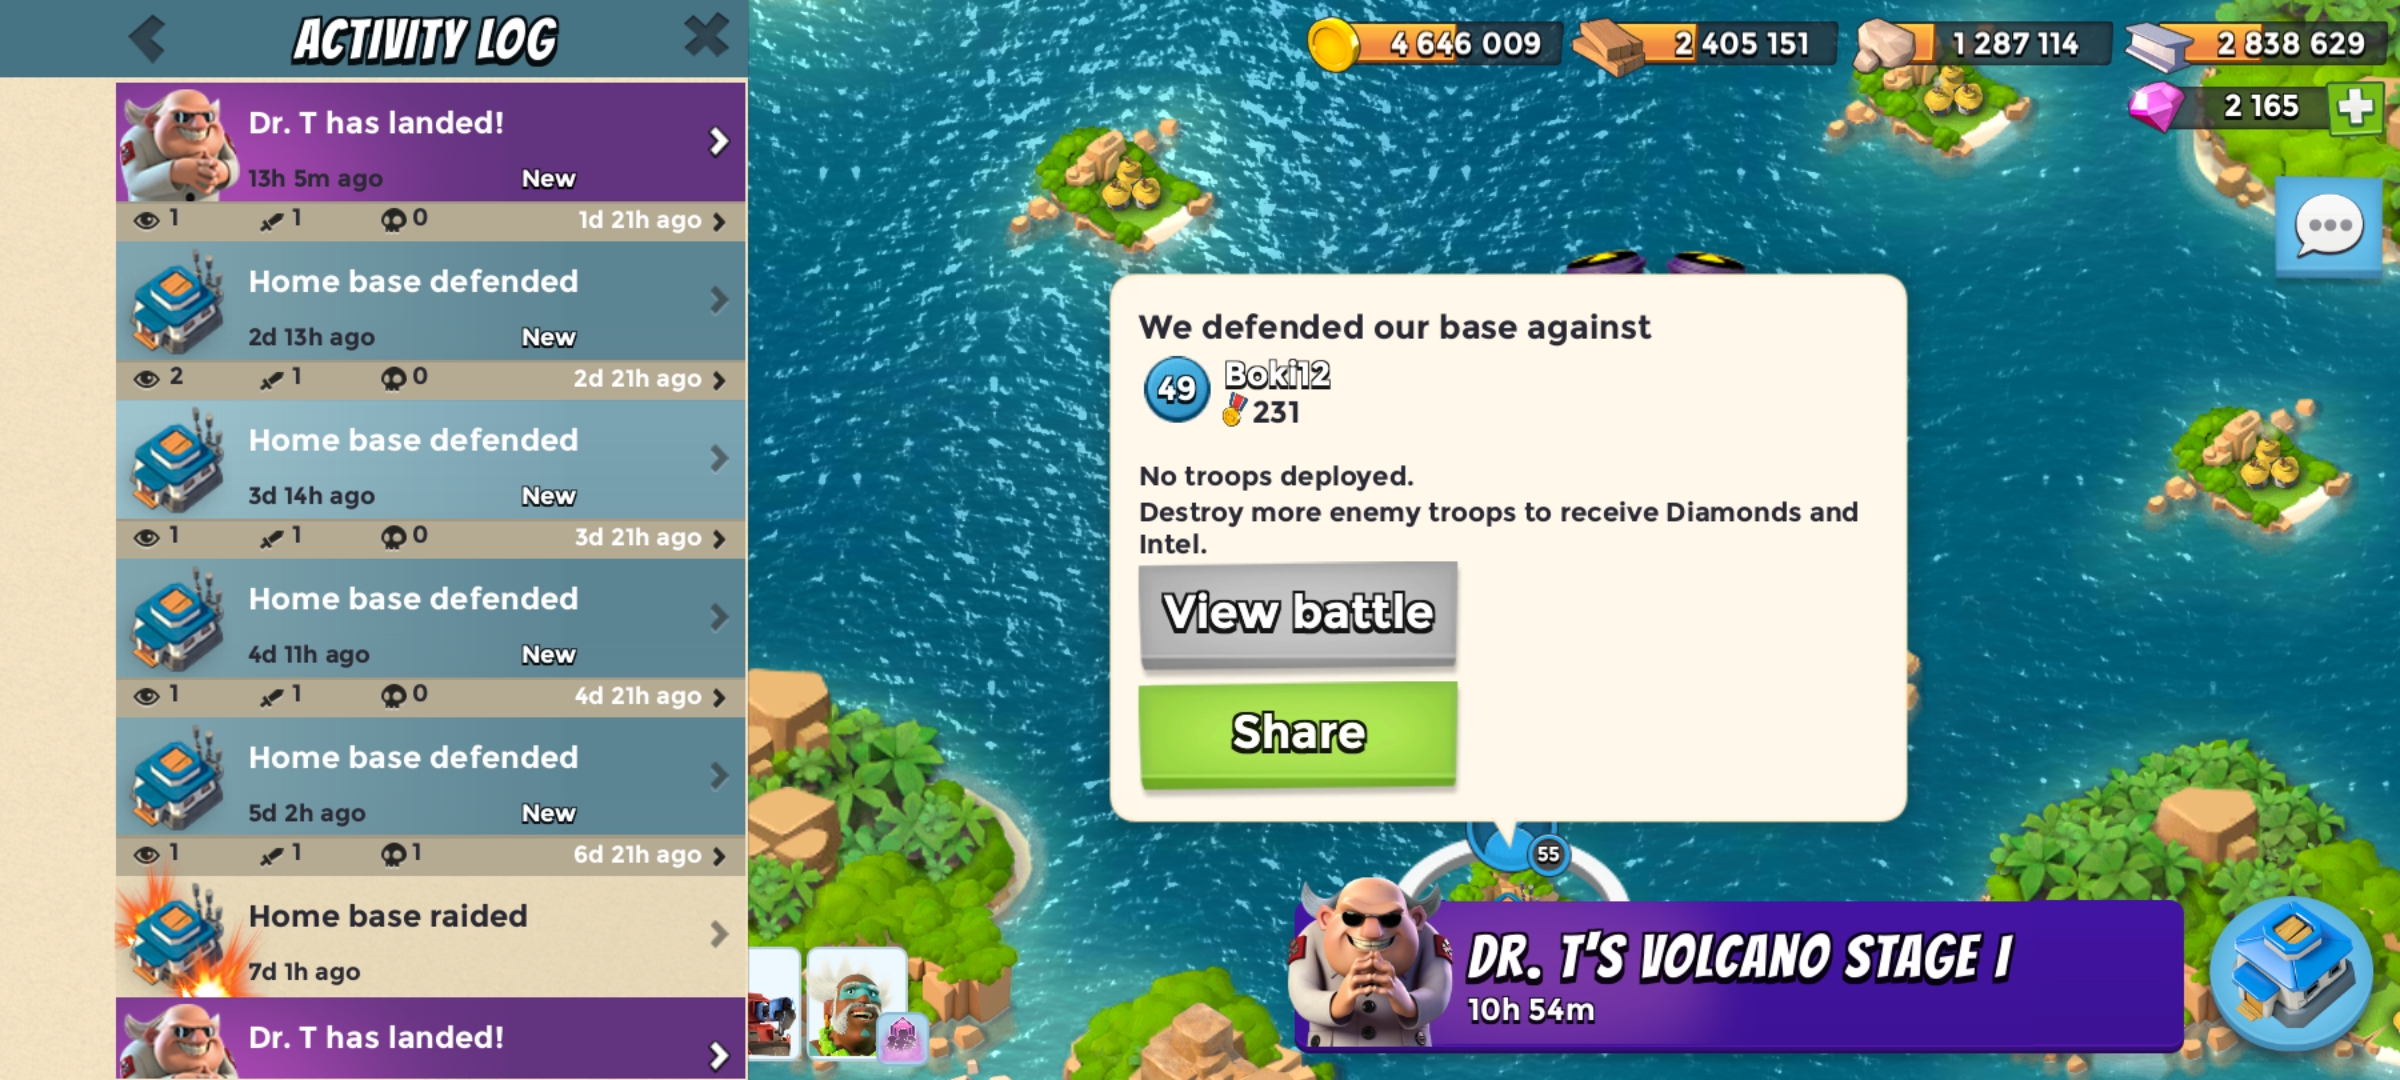 ACTIVITY LOG
Dr. T has landed!
13h 5m ago New
1 1 0 1d 21h ago
Home base defended
2d 13h ago New
2 1 0 2d 21h ago
Home base defended
3d 14h ago New
1 1 0 3d 21h ago
Home base defended
4d 11h ago New
1 1 0 4d 21h ago
Home base defended
5d 2h ago New
1 1 1 6d 21h ago
Home base raided
7d 1h ago
Dr. T has landed!
4 646 009 2 405 151 1 287 114 2 838 629
2 165
We defended our base against
49 Boki12
231
No troops deployed.
Destroy more enemy troops to receive Diamonds and
Intel.
View battle
Share
55
DR. T'S VOLCANO STAGE I
10h 54m